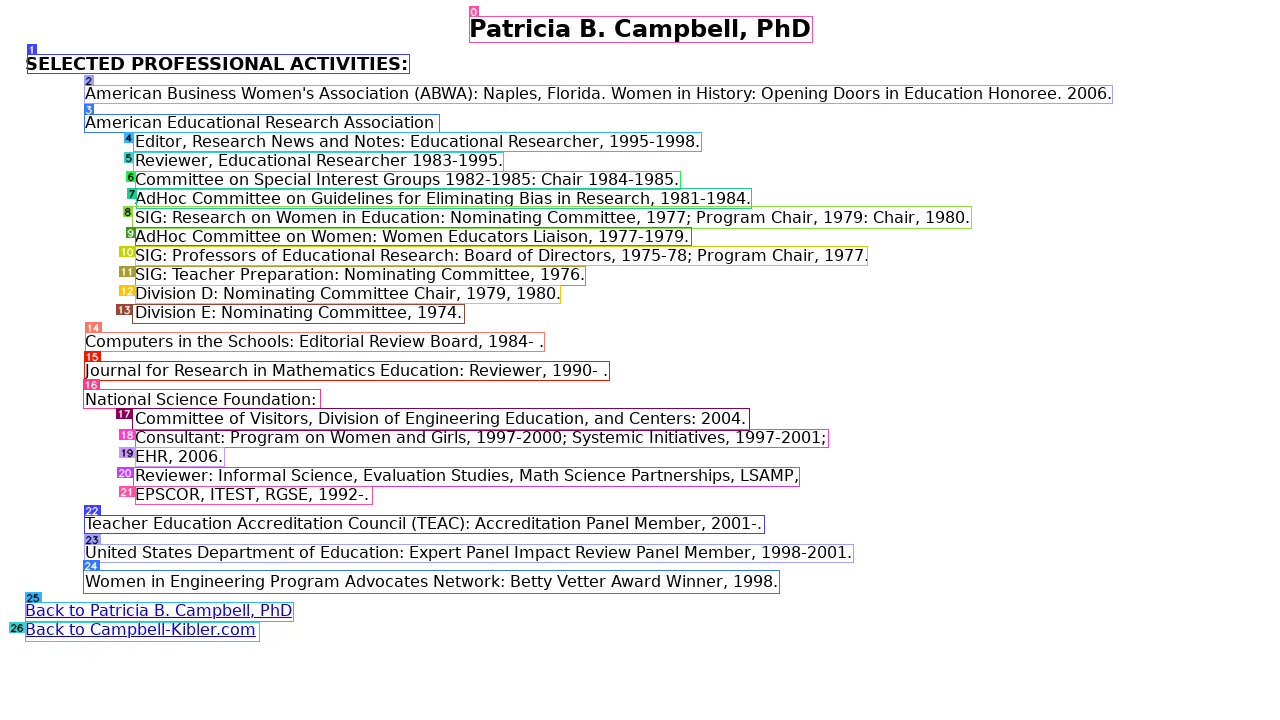 Patricia B. Campbell, PhD
SELECTED PROFESSIONAL ACTIVITIES:
American Business Women's Association (ABWA): Naples, Florida. Women in History: Opening Doors in Education Honoree. 2006.
American Educational Research Association
Editor, Research News and Notes: Educational Researcher, 1995-1998.
Reviewer, Educational Researcher 1983-1995.
Committee on Special Interest Groups 1982-1985: Chair 1984-1985.
AdHoc Committee on Guidelines for Eliminating Bias in Research, 1981-1984.
SIG: Research on Women in Education: Nominating Committee, 1977; Program Chair, 1979: Chair, 1980.
AdHoc Committee on Women: Women Educators Liaison, 1977-1979.
SIG: Professors of Educational Research: Board of Directors, 1975-78; Program Chair, 1977.
SIG: Teacher Preparation: Nominating Committee, 1976.
Division D: Nominating Committee Chair, 1979, 1980.
Division E: Nominating Committee, 1974.
Computers in the Schools: Editorial Review Board, 1984- .
Journal for Research in Mathematics Education: Reviewer, 1990- .
National Science Foundation:
Committee of Visitors, Division of Engineering Education, and Centers: 2004.
Consultant: Program on Women and Girls, 1997-2000; Systemic Initiatives, 1997-2001;
EHR, 2006.
Reviewer: Informal Science, Evaluation Studies, Math Science Partnerships, LSAMP,
EPSCOR, ITEST, RGSE, 1992-.
Teacher Education Accreditation Council (TEAC): Accreditation Panel Member, 2001-.
United States Department of Education: Expert Panel Impact Review Panel Member, 1998-2001.
Women in Engineering Program Advocates Network: Betty Vetter Award Winner, 1998.
Back to Patricia B. Campbell, PhD
Back to Campbell-Kibler.com